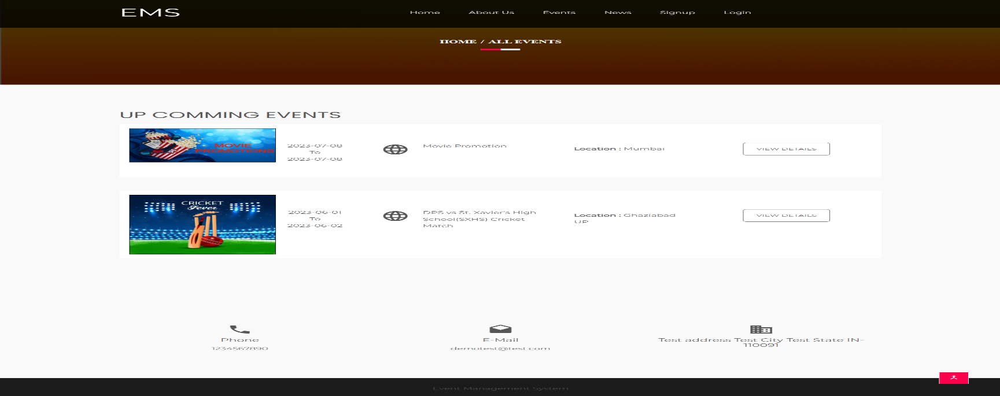 EMS
Home About Us Events News Signup Login
HOME / ALL EVENTS
UP COMMING EVENTS
MOVIE
PROMOTIONS
2023-07-08
To
2023-07-08
Movie Promotion
Location : Mumbai
VIEW DETAILS
CRICKET
Fever
2023-06-01
To
2023-06-02
DPS vs St. Xavier's High
School(SXHS) Cricket
Match
Location : Ghaziabad
UP
VIEW DETAILS
Phone
1234567890
E-Mail
demotest@test.com
Test address Test City Test State IN-
110091
Event Management System